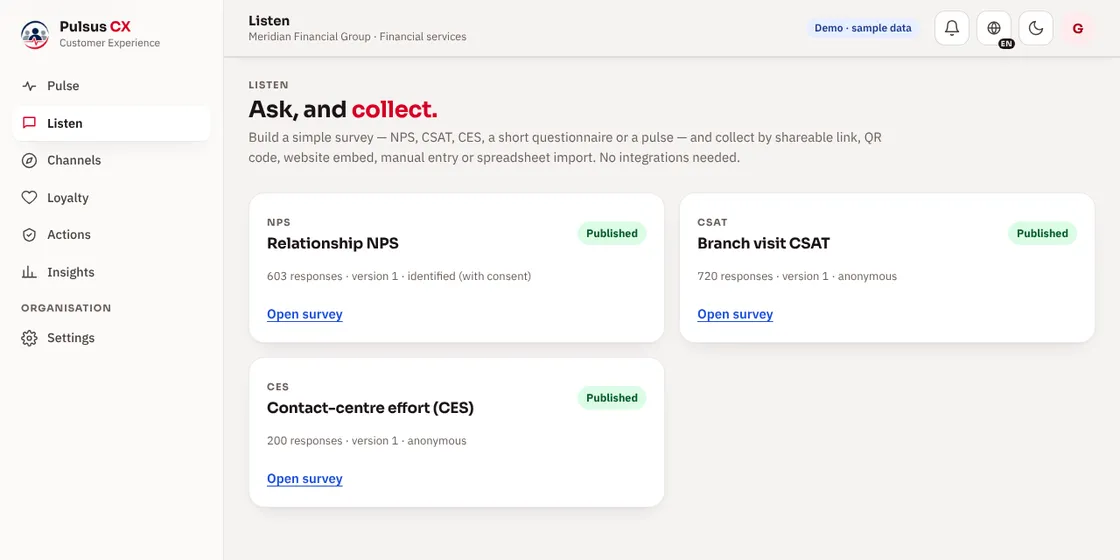 Pulsus CX
Customer Experience
Pulse
Listen
Channels
Loyalty
Actions
Insights
ORGANISATION
Settings
Listen
Meridian Financial Group · Financial services
Demo · sample data
EN
G
LISTEN
Ask, and collect.
Build a simple survey — NPS, CSAT, CES, a short questionnaire or a pulse — and collect by shareable link, QR
code, website embed, manual entry or spreadsheet import. No integrations needed.
NPS
Relationship NPS
Published
603 responses · version 1 · identified (with consent)
Open survey
CSAT
Branch visit CSAT
Published
720 responses · version 1 · anonymous
Open survey
CES
Contact-centre effort (CES)
Published
200 responses · version 1 · anonymous
Open survey